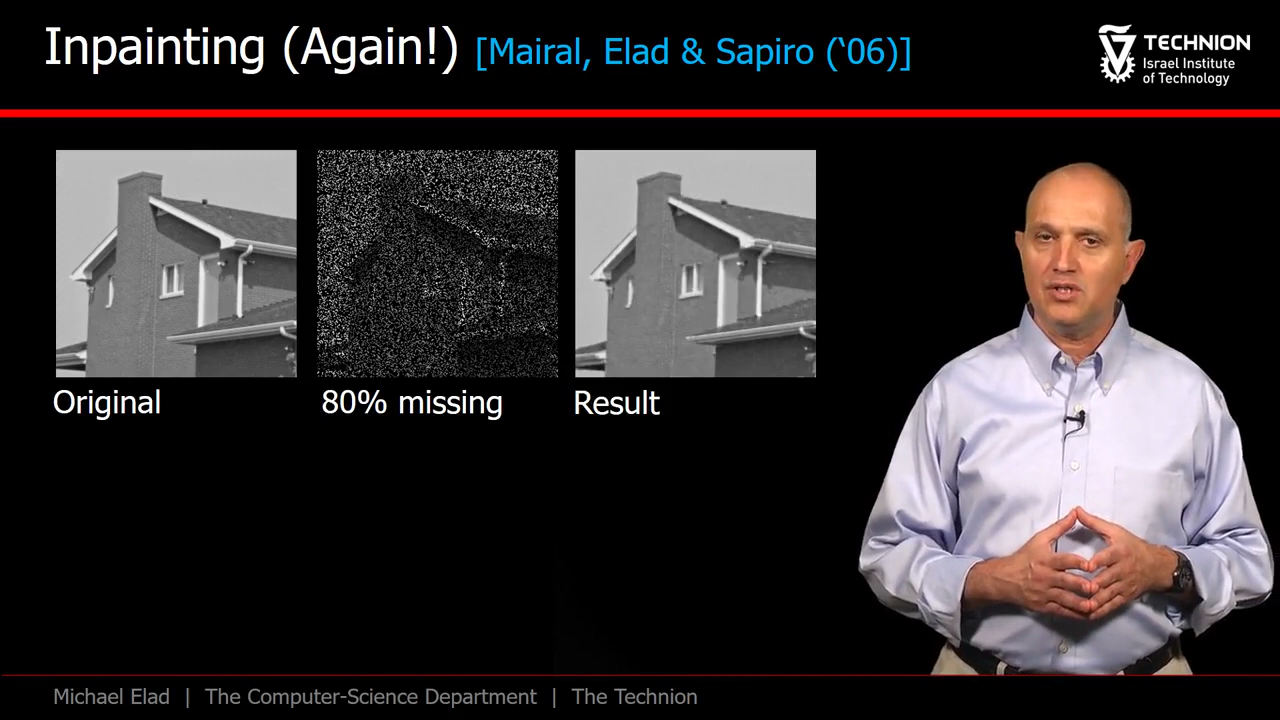 Inpainting (Again!) [Mairal, Elad & Sapiro (‘06)]
TECHNION
Israel Institute
of Technology
Original
80% missing
Result
Michael Elad | The Computer-Science Department | The Technion